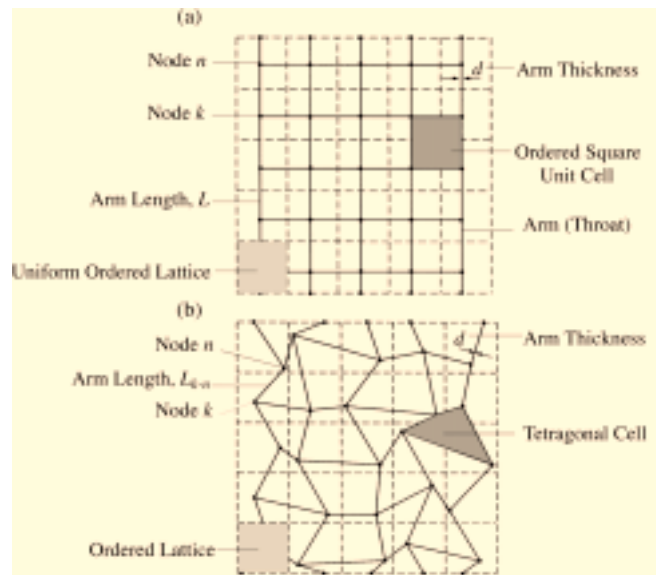 (a)
Node n
d
Arm Thickness
Node k
Ordered Square
Unit Cell
Arm Length, L
Arm (Throat)
Uniform Ordered Lattice
(b)
Node n
d
Arm Thickness
Arm Length, Lk-n
Node k
Tetragonal Cell
Ordered Lattice